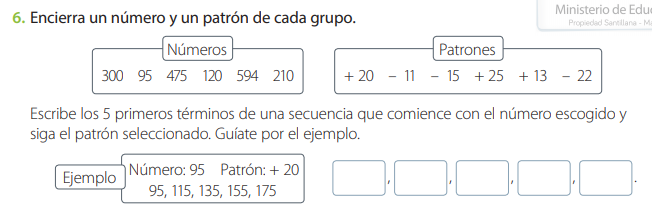 Ministerio de Edu
Propiedad Santillana - M
6. Encierra un número y un patrón de cada grupo.
Números
300 95 475 120 594 210
Patrones
+ 20 – 11 – 15 + 25 + 13 – 22
Escribe los 5 primeros términos de una secuencia que comience con el número escogido y
siga el patrón seleccionado. Guíate por el ejemplo.
Ejemplo
Número: 95 Patrón: + 20
95, 115, 135, 155, 175
, , , , .